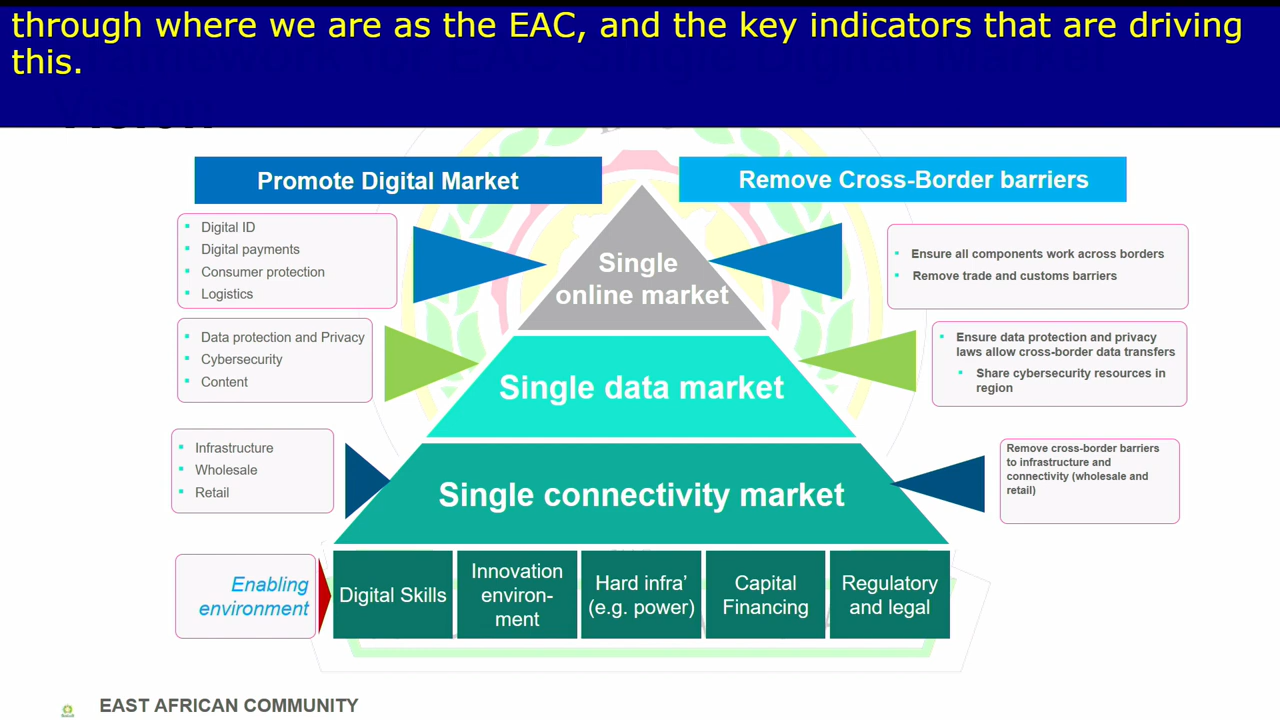 through where we are as the EAC, and the key indicators that are driving
this.
Vision
Promote Digital Market
Remove Cross-Border barriers
Digital ID
Digital payments
Consumer protection
Logistics
Single
online market
Ensure all components work across borders
Remove trade and customs barriers
Data protection and Privacy
Cybersecurity
Content
Single data market
Ensure data protection and privacy
laws allow cross-border data transfers
Share cybersecurity resources in
region
Infrastructure
Wholesale
Retail
Single connectivity market
Remove cross-border barriers
to infrastructure and
connectivity (wholesale and
retail)
Enabling
environment
Digital Skills
Innovation
environ-
ment
Hard infra’
(e.g. power)
Capital
Financing
Regulatory
and legal
EAST AFRICAN COMMUNITY